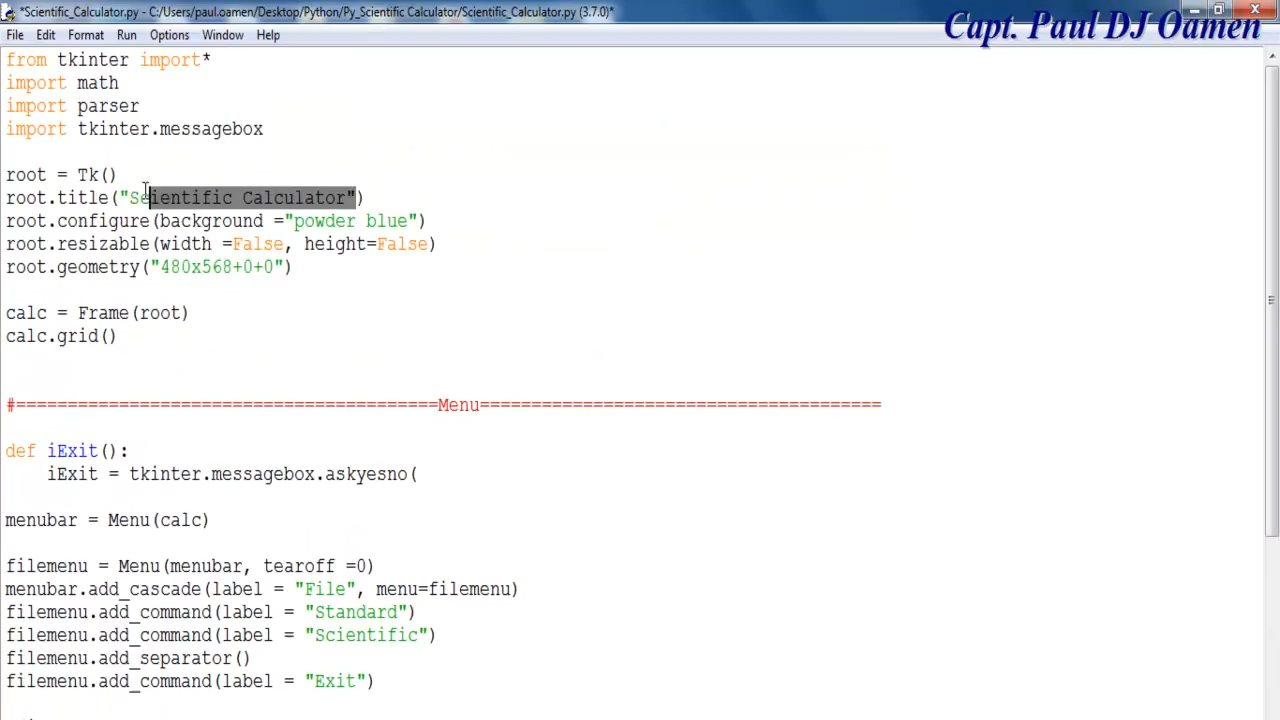 *Scientific_Calculator.py - C:/Users/paul.oamen/Desktop/Python/Py_Scientific Calculator/Scientific_Calculator.py (3.7.0)*
Capt. Paul DJ Oamen
File Edit Format Run Options Window Help
from tkinter import*
import math
import parser
import tkinter.messagebox
root = Tk()
root.title("Scientific Calculator")
root.configure(background ="powder blue")
root.resizable(width =False, height=False)
root.geometry("480x568+0+0")
calc = Frame(root)
calc.grid()
#=========================================Menu=======================================
def iExit():
    iExit = tkinter.messagebox.askyesno(
menubar = Menu(calc)
filemenu = Menu(menubar, tearoff =0)
menubar.add_cascade(label = "File", menu=filemenu)
filemenu.add_command(label = "Standard")
filemenu.add_command(label = "Scientific")
filemenu.add_separator()
filemenu.add_command(label = "Exit")